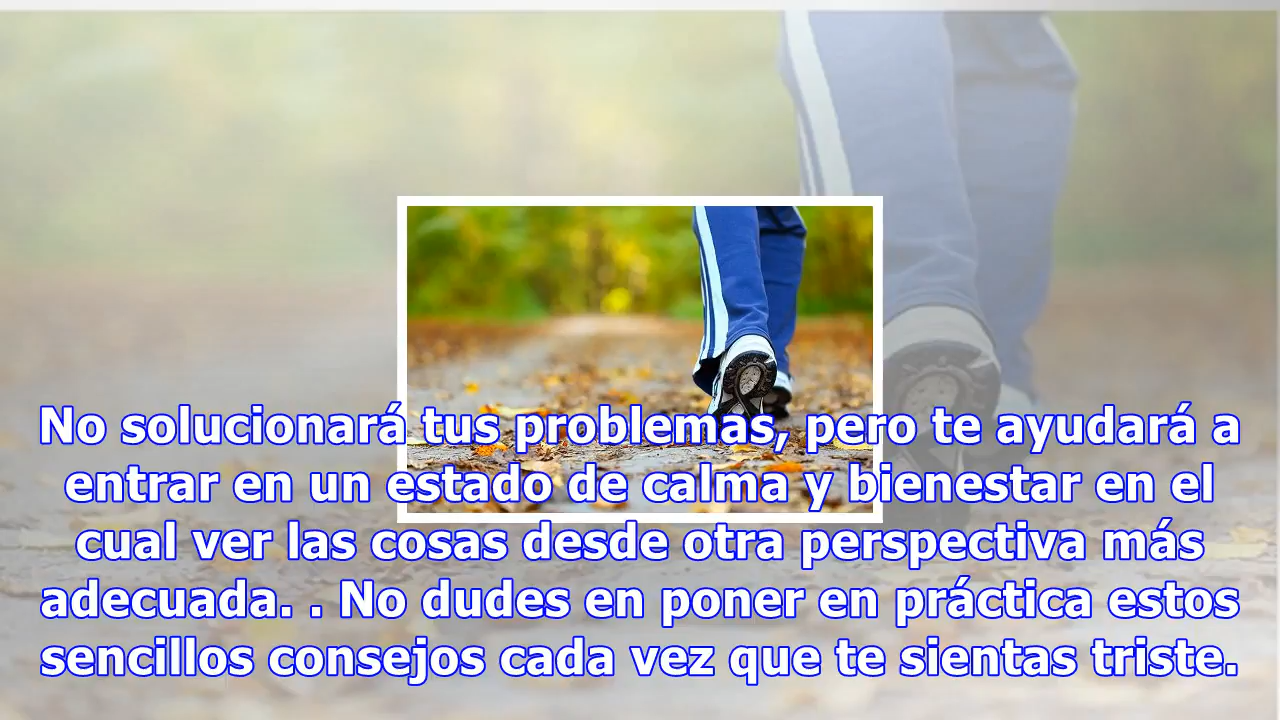 No solucionará tus problemas, pero te ayudará a
entrar en un estado de calma y bienestar en el
cual ver las cosas desde otra perspectiva más
adecuada. . No dudes en poner en práctica estos
sencillos consejos cada vez que te sientas triste.